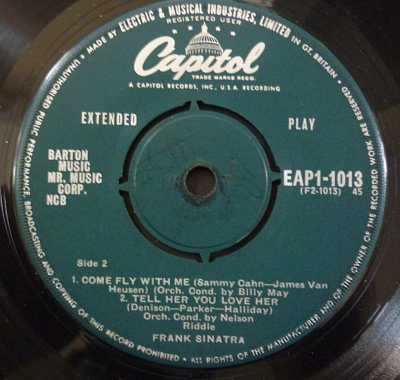 MADE BY ELECTRIC & MUSICAL INDUSTRIES, LIMITED IN GT. BRITAIN •
REGISTERED USER
Capitol
TRADE MARK REGD.
A CAPITOL RECORDS, INC., U.S.A. RECORDING
EXTENDED PLAY
BARTON
MUSIC
MR. MUSIC
CORP.
NCB
EAP1-1013
(F2-1013) 45
Side 2
1. COME FLY WITH ME (Sammy Cahn—James Van
Heusen) (Orch. Cond. by Billy May
2. TELL HER YOU LOVE HER
(Denison—Parker—Halliday)
Orch. Cond. by Nelson
Riddle
FRANK SINATRA
ALL RIGHTS OF THE MANUFACTURER AND OF THE OWNER OF THE RECORDED WORK ARE RESERVED
UNAUTHORISED PUBLIC PERFORMANCE, BROADCASTING AND COPYING OF THIS RECORD PROHIBITED